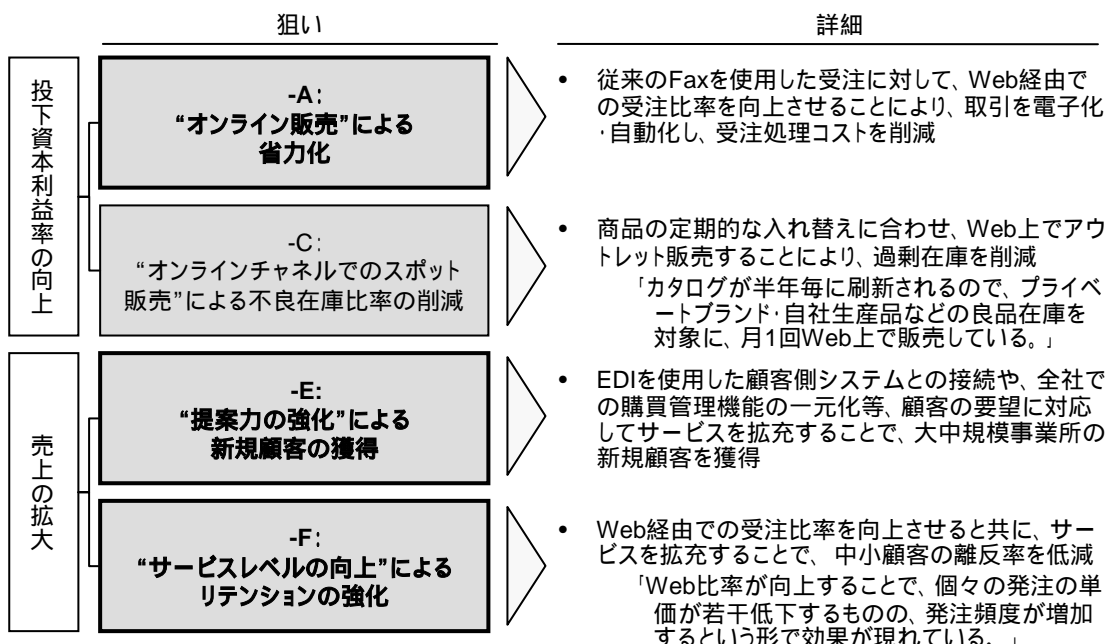 狙い
詳細
投下資本利益率の向上
-A:
“オンライン販売”による
省力化
• 従来のFaxを使用した受注に対して、Web経由で
の受注比率を向上させることにより、取引を電子化
・自動化し、受注処理コストを削減
-C:
“オンラインチャネルでのスポット
販売”による不良在庫比率の削減
• 商品の定期的な入れ替えに合わせ、Web上でアウ
トレット販売することにより、過剰在庫を削減
「カタログが半年毎に刷新されるので、プライベ
ートブランド・自社生産品などの良品在庫を
対象に、月1回Web上で販売している。」
売上の拡大
-E:
“提案力の強化”による
新規顧客の獲得
• EDIを使用した顧客側システムとの接続や、全社で
の購買管理機能の一元化等、顧客の要望に対応
してサービスを拡充することで、大中規模事業所の
新規顧客を獲得
-F:
“サービスレベルの向上”による
リテンションの強化
• Web経由での受注比率を向上させると共に、サー
ビスを拡充することで、中小顧客の離反率を低減
「Web比率が向上することで、個々の発注の単
価が若干低下するものの、発注頻度が増加
するという形で効果が現れている。」